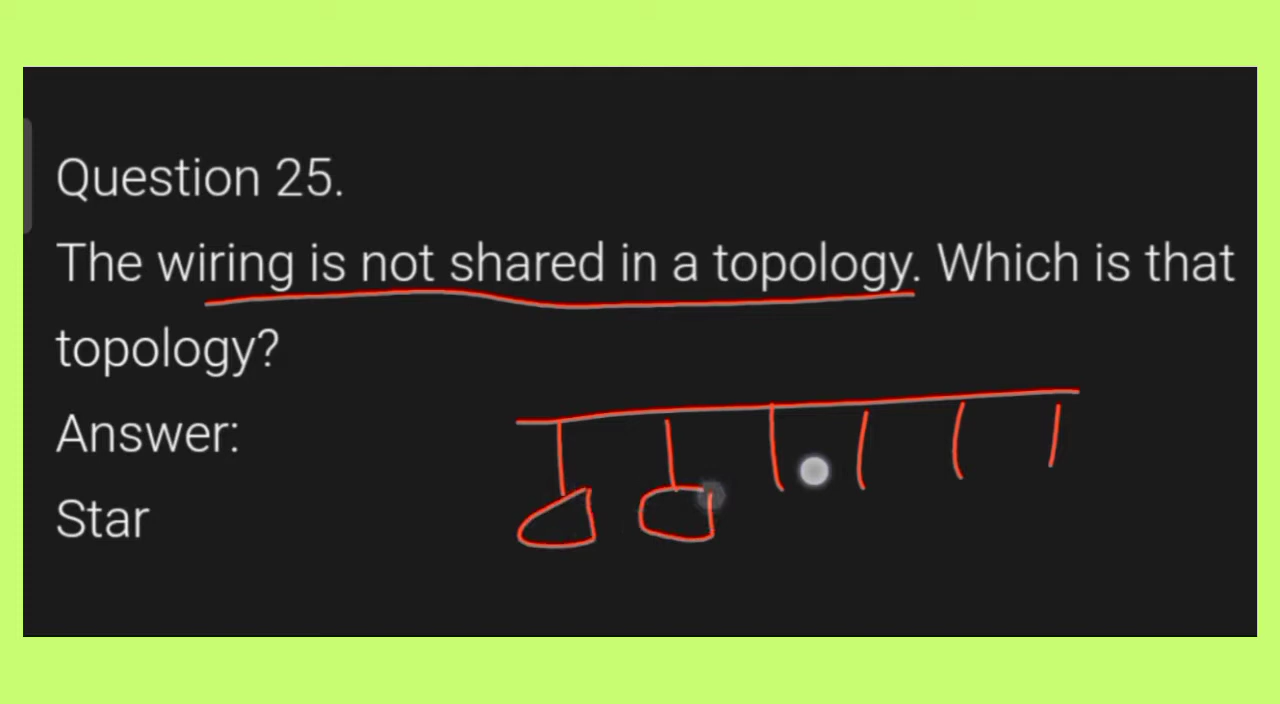 Question 25.
The wiring is not shared in a topology. Which is that
topology?
Answer:
Star